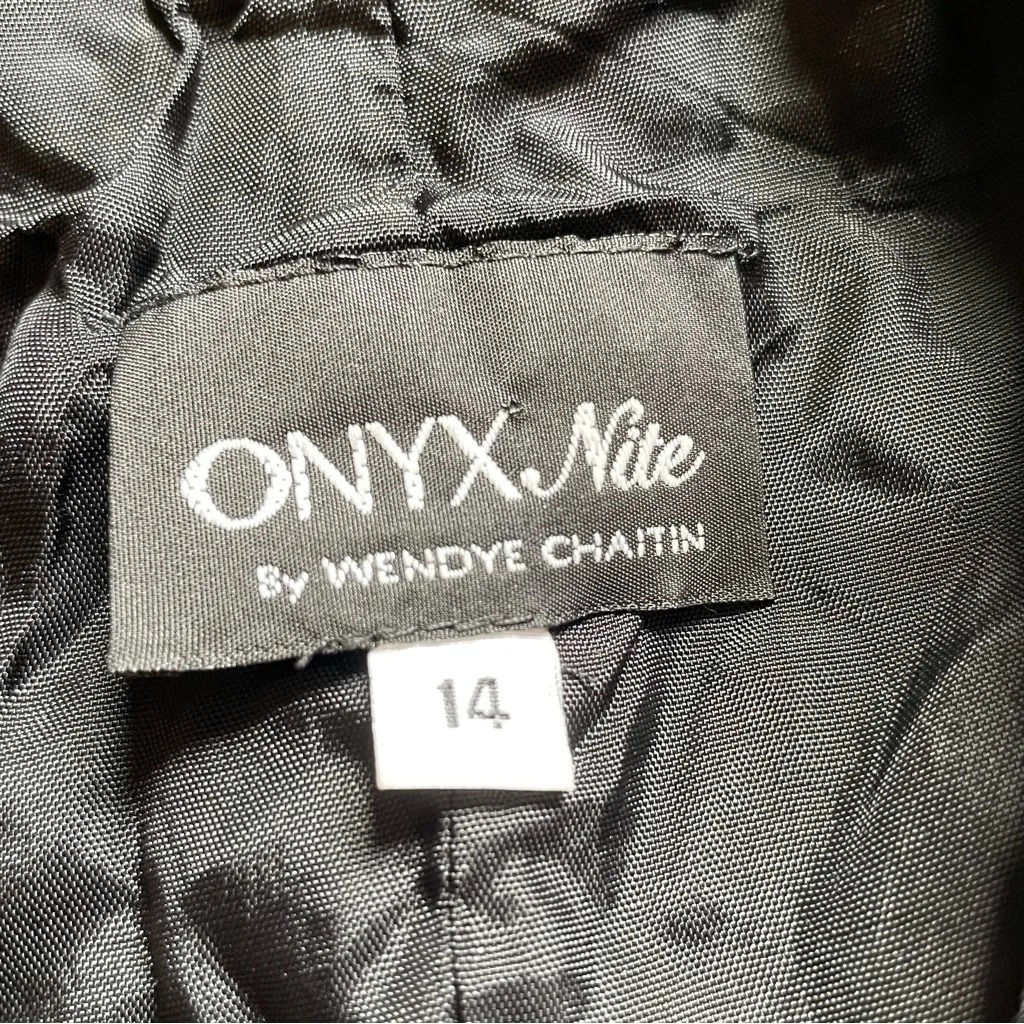 ONYX Nite
By WENDYE CHAITIN
14